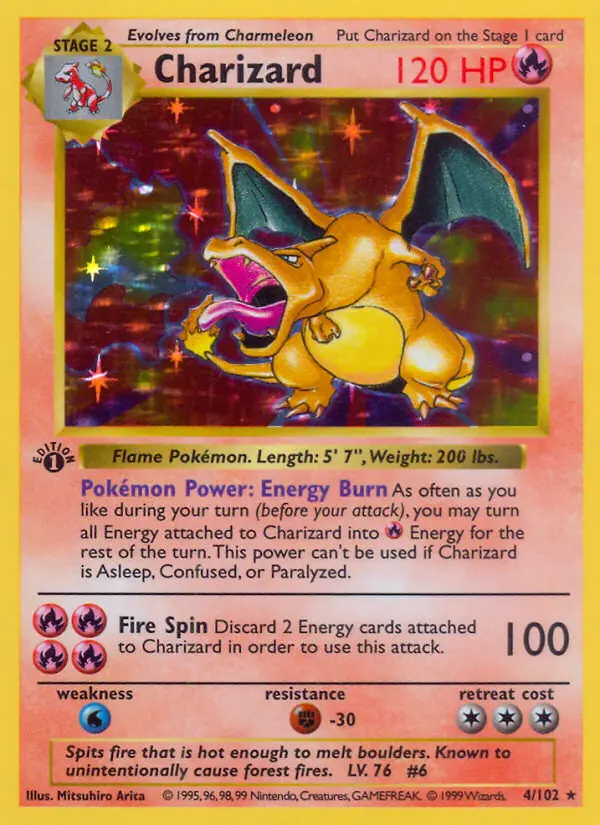 STAGE 2
Evolves from Charmeleon Put Charizard on the Stage 1 card
Charizard 120 HP
EDITION
1
Flame Pokémon. Length: 5' 7", Weight: 200 lbs.
Pokémon Power: Energy Burn As often as you
like during your turn (before your attack), you may turn
all Energy attached to Charizard into Energy for the
rest of the turn. This power can't be used if Charizard
is Asleep, Confused, or Paralyzed.
Fire Spin Discard 2 Energy cards attached
to Charizard in order to use this attack.
100
weakness resistance retreat cost
-30
Spits fire that is hot enough to melt boulders. Known to
unintentionally cause forest fires. LV. 76 #6
Illus. Mitsuhiro Arita © 1995, 96, 98, 99 Nintendo, Creatures, GAMEFREAK. © 1999 Wizards. 4/102 ★